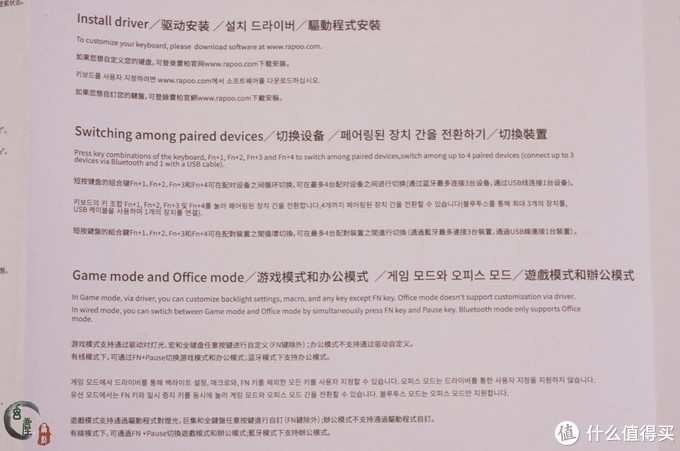 Install driver／驱动安装 ／설치 드라이버／驅動程式安裝
To customize your keyboard, please download software at www.rapoo.com.
如果您想自定义您的键盘,可登录雷柏官网www.rapoo.com下载安装。
키보드를 사용자 지정하려면 www.rapoo.com에서 소프트웨어를 다운로드하십시오.
如果您想自訂您的鍵盤,可登錄雷柏官網www.rapoo.com下載安裝。
Switching among paired devices／切换设备 ／페어링된 장치 간을 전환하기／切換裝置
Press key combinations of the keyboard, Fn+1, Fn+2, Fn+3 and Fn+4 to switch among paired devices,switch among up to 4 paired devices (connect up to 3
devices via Bluetooth and 1 with a USB cable).
短按键盘的组合键Fn+1, Fn+2, Fn+3和Fn+4可在配对设备之间循环切换,可在最多4台配对设备之间进行切换(通过蓝牙最多连接3台设备,通过USB线连接1台设备)。
키보드의 키 조합 Fn+1, Fn+2, Fn+3 및 Fn+4를 눌러 페어링된 장치 간을 전환합니다,4개까지 페어링된 장치 간을 전환할 수 있습니다(블루투스를 통해 최대 3개의 장치를,
USB 케이블을 사용하여 1개의 장치를 연결).
短按鍵盤的組合鍵Fn+1, Fn+2, Fn+3和Fn+4可在配對裝置之間循環切換,可在最多4台配對裝置之間進行切換（通過藍牙最多連接3台裝置,通過USB線連接1台裝置）。
Game mode and Office mode／游戏模式和办公模式 ／게임 모드와 오피스 모드／遊戲模式和辦公模式
In Game mode, via driver, you can customize backlight settings, macro, and any key except FN key. Office mode doesn't support customization via driver.
In wired mode, you can swtich between Game mode and Office mode by simultaneously press FN key and Pause key. Bluetooth mode only supports Office
mode.
游戏模式支持通过驱动对灯光,宏和全键盘任意按键进行自定义(FN键除外);办公模式不支持通过驱动自定义。
有线模式下,可通过FN+Pause切换游戏模式和办公模式;蓝牙模式下支持办公模式。
게임 모드에서 드라이버를 통해 백라이트 설정, 매크로와, FN 키를 제외한 모든 키를 사용자 지정할 수 있습니다. 오피스 모드는 드라이버를 통한 사용자 지정을 지원하지 않습니다.
유선 모드에서는 FN 키와 일시 중지 키를 동시에 눌러 게임 모드와 오피스 모드 간을 전환할 수 있습니다. 블루투스 모드는 오피스 모드만 지원합니다.
遊戲模式支持通過驅動對燈光,巨集和全鍵盤任意按鍵進行自訂(FN鍵除外);辦公模式不支持通過驅動程式自訂。
有線模式下,可通過FN +Pause切換遊戲模式和辦公模式;藍牙模式下支持辦公模式。
值 什么值得买